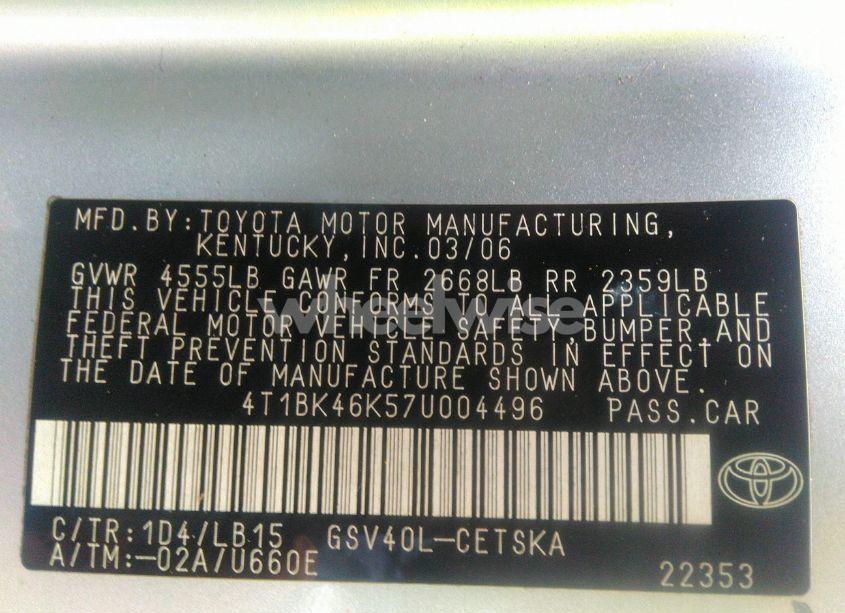 MFD.BY:TOYOTA MOTOR MANUFACTURING,
KENTUCKY,INC.03/06
GVWR 4555LB GAWR FR 2668LB RR 2359LB
THIS VEHICLE CONFORMS TO ALL APPLICABLE
FEDERAL MOTOR VEHICLE SAFETY,BUMPER,AND
THEFT PREVENTION STANDARDS IN EFFECT ON
THE DATE OF MANUFACTURE SHOWN ABOVE.
4T1BK46K57U004496 PASS.CAR
C/TR:1D4/LB15 GSV40L-CETSKA
A/TM:-02A/U660E 22353
wheelwise